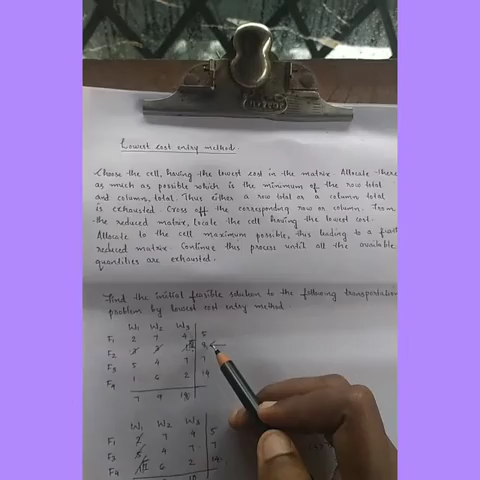 Lowest cost entry method.
Choose the cell, having the lowest cost in the matrix. Allocate there
as much as possible which is the minimum of the row total
and column, total. Thus either a row total or a column total
is exhausted. Cross off the corresponding row or column. From
the reduced matrix, locate the cell having the lowest cost.
Allocate to the cell maximum possible, this leading to a
reduced matrix. Continue this process until all the available
quantities are exhausted.
Find the initial feasible solution to the following transportation
problem by lowest cost entry method
W1 W2 W3
F1 2 7 4 5
F2 3 3 1 8
F3 5 4 7 7
F4 1 6 2 14
7 9 18
W1 W2 W3
F1 2 7 4 5
F3 5 4 7 7
F4 1 6 2 14